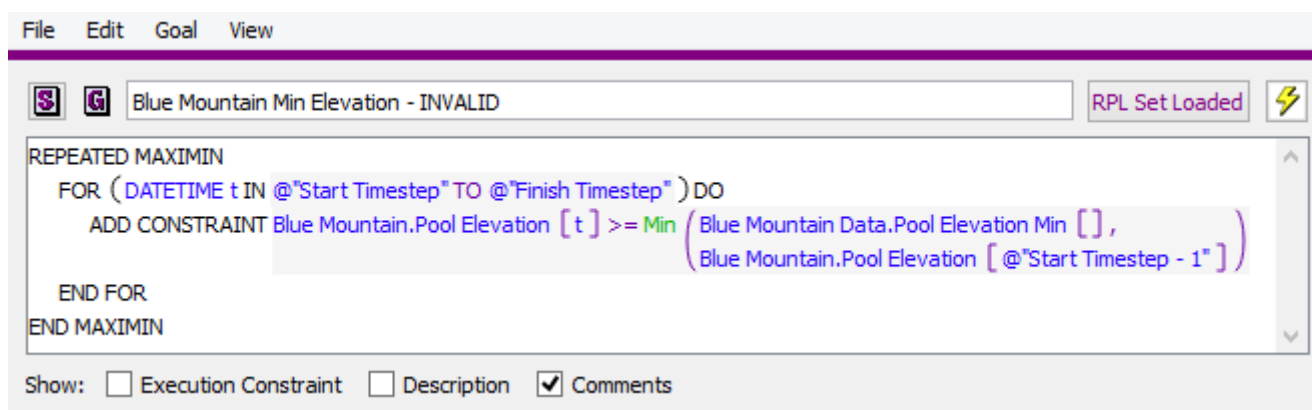 File Edit Goal View
S G Blue Mountain Min Elevation - INVALID RPL Set Loaded
REPEATED MAXIMIN
FOR ( DATETIME t IN @"Start Timestep" TO @"Finish Timestep" ) DO
ADD CONSTRAINT Blue Mountain.Pool Elevation [ t ] >= Min ( Blue Mountain Data.Pool Elevation Min [ ] ,
Blue Mountain.Pool Elevation [ @"Start Timestep - 1" ] )
END FOR
END MAXIMIN
Show: Execution Constraint Description Comments